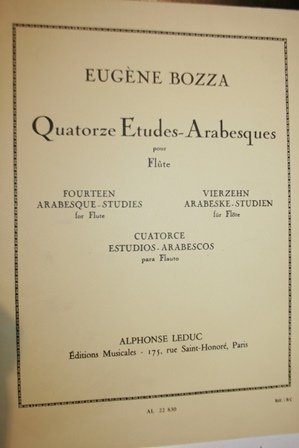 EUGÈNE BOZZA
Quatorze Etudes-Arabesques
pour
Flûte
FOURTEEN
ARABESQUE-STUDIES
for Flute
VIERZEHN
ARABESKE-STUDIEN
für Flöte
CUATORCE
ESTUDIOS-ARABESCOS
para Flauto
ALPHONSE LEDUC
Éditions Musicales - 175, rue Saint-Honoré, Paris
AL 22 830